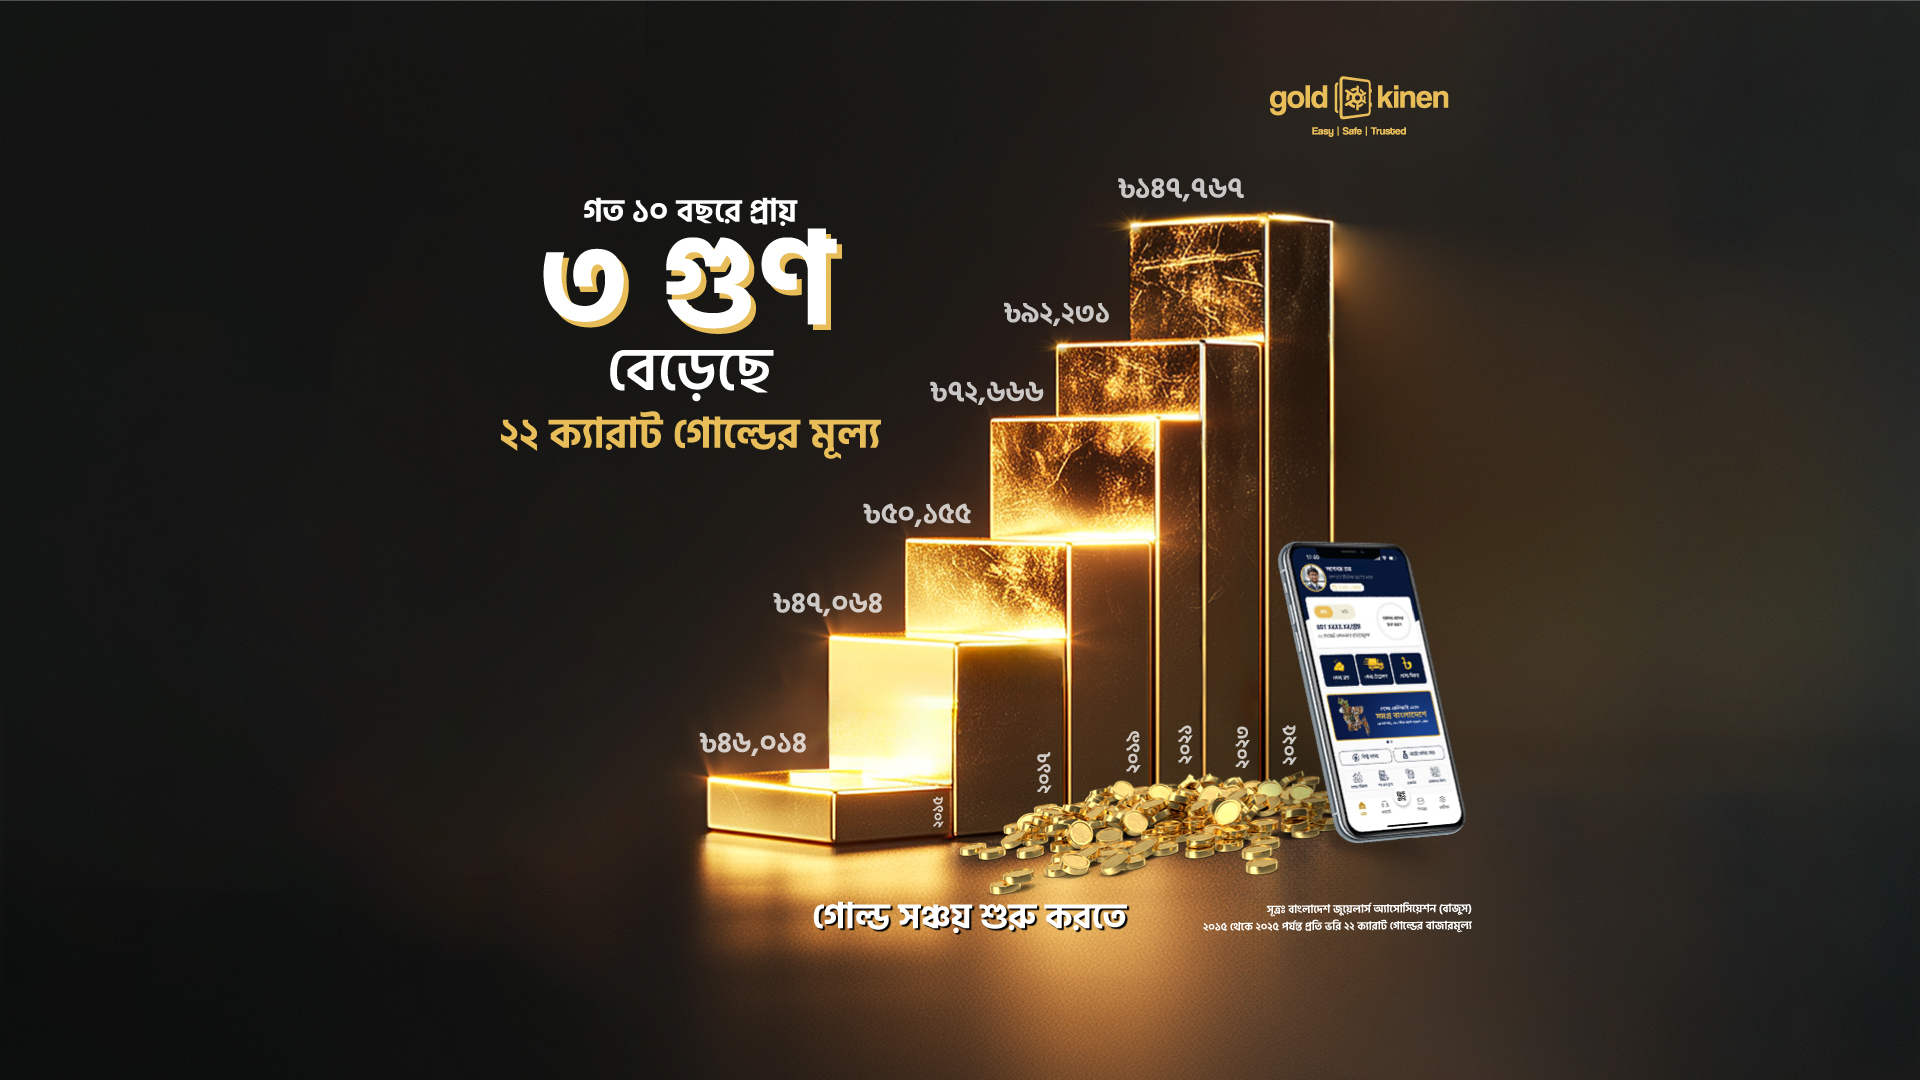 gold kinen
Easy | Safe | Trusted
গত ১০ বছরে প্রায়
৩ গুণ
বেড়েছে
২২ ক্যারাট গোল্ডের মূল্য
৳১৪৭,৭৬৭
৳৯২,২৩১
৳৭২,৬৬৬
৳৫০,১৫৫
৳৪৭,০৬৪
৳৪৬,০১৪
২০১৫
২০১৭
২০১৯
২০২১
২০২৩
২০২৫
সমগ্র বাংলাদেশে
গোল্ড সঞ্চয় শুরু করতে
সূত্রঃ বাংলাদেশ জুয়েলার্স অ্যাসোসিয়েশন (বাজুস)
২০১৫ থেকে ২০২৫ পর্যন্ত প্রতি ভরি ২২ ক্যারাট গোল্ডের বাজারমূল্য